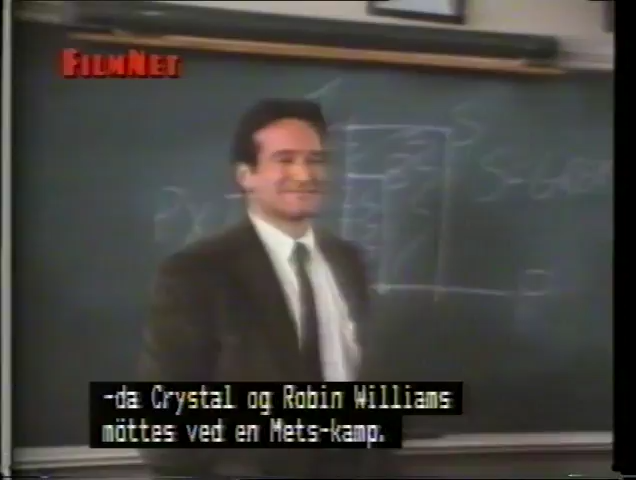 FILMNET
-da Crystal og Robin Williams
möttes ved en Mets-kamp.